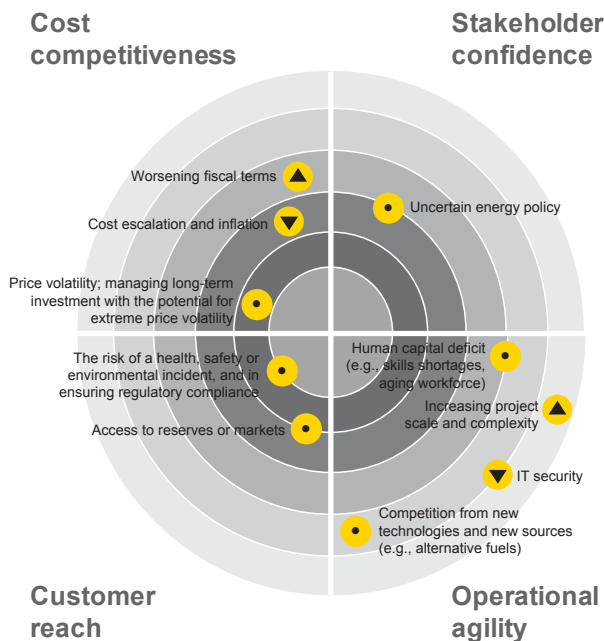 Cost
competitiveness
Stakeholder
confidence
Worsening fiscal terms
Cost escalation and inflation
Uncertain energy policy
Price volatility; managing long-term
investment with the potential for
extreme price volatility
The risk of a health, safety or
environmental incident, and in
ensuring regulatory compliance
Access to reserves or markets
Human capital deficit
(e.g., skills shortages,
aging workforce)
Increasing project
scale and complexity
IT security
Competition from new
technologies and new sources
(e.g., alternative fuels)
Customer
reach
Operational
agility